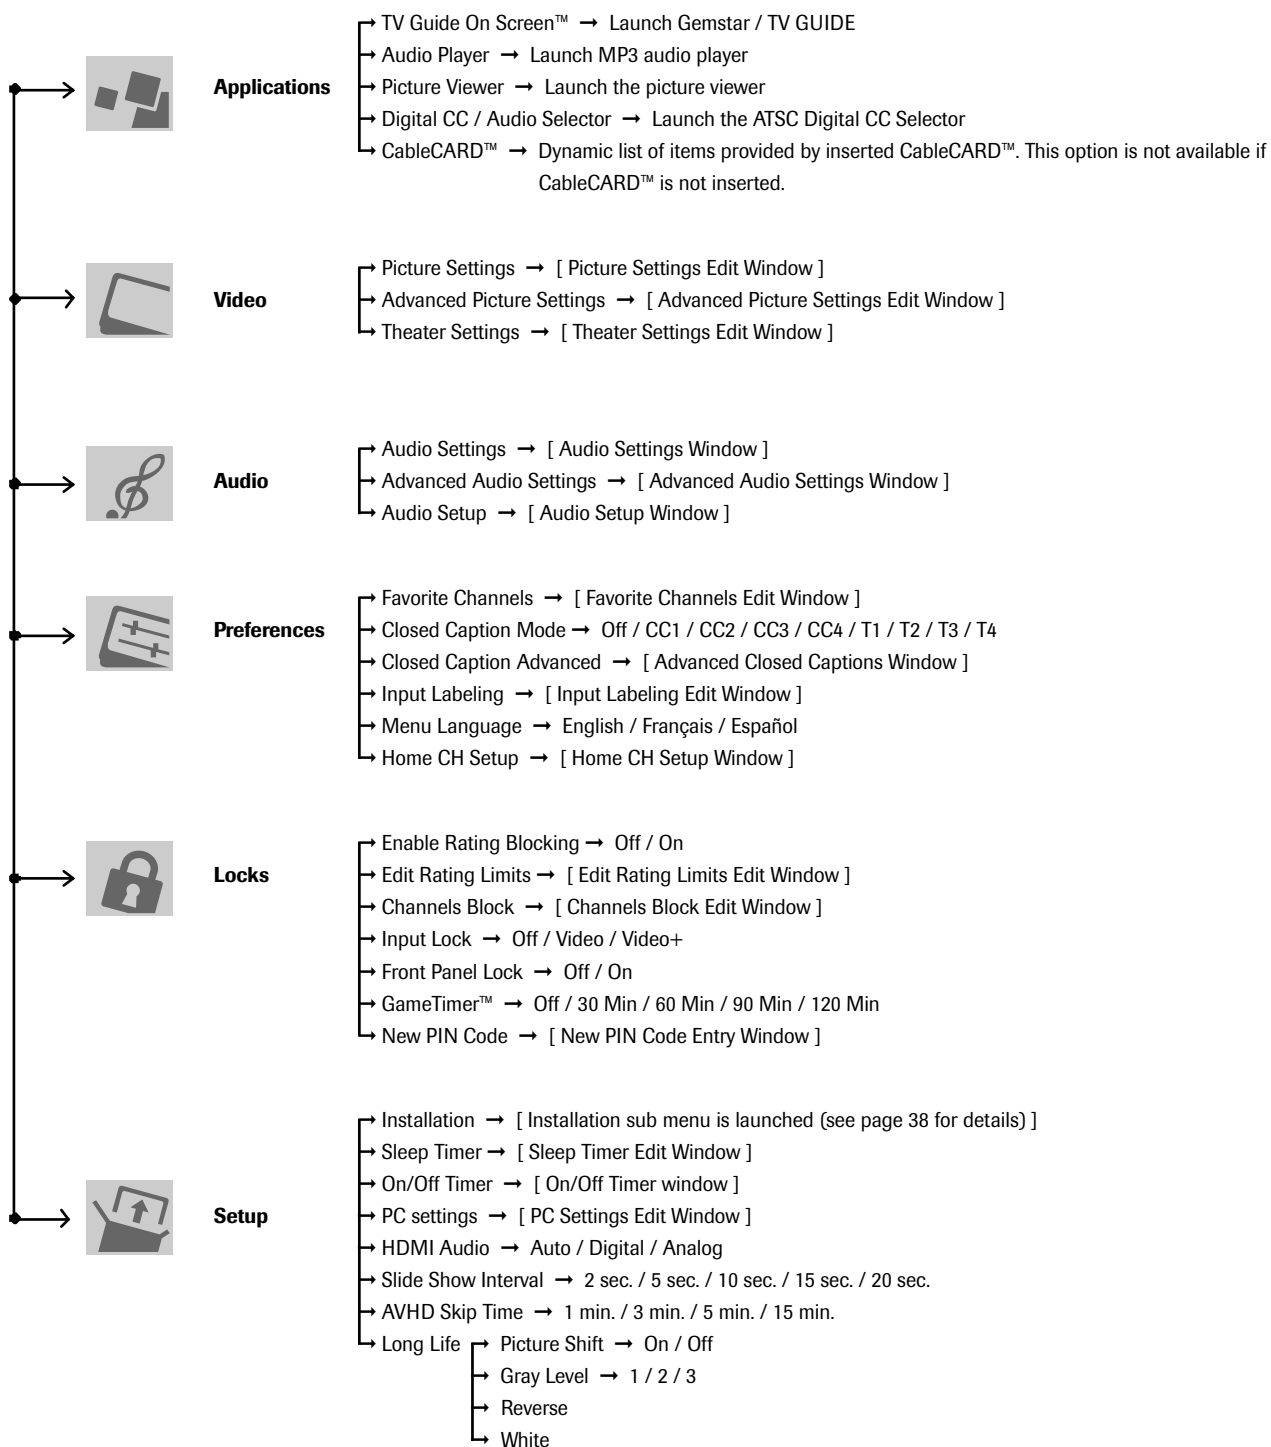 TV Guide On Screen™ → Launch Gemstar / TV GUIDE
Audio Player → Launch MP3 audio player
Applications → Picture Viewer → Launch the picture viewer
Digital CC / Audio Selector → Launch the ATSC Digital CC Selector
CableCARD™ → Dynamic list of items provided by inserted CableCARD™. This option is not available if
CableCARD™ is not inserted.
Picture Settings → [ Picture Settings Edit Window ]
Video → Advanced Picture Settings → [ Advanced Picture Settings Edit Window ]
Theater Settings → [ Theater Settings Edit Window ]
Audio Settings → [ Audio Settings Window ]
Audio → Advanced Audio Settings → [ Advanced Audio Settings Window ]
Audio Setup → [ Audio Setup Window ]
Favorite Channels → [ Favorite Channels Edit Window ]
Preferences → Closed Caption Mode → Off / CC1 / CC2 / CC3 / CC4 / T1 / T2 / T3 / T4
Closed Caption Advanced → [ Advanced Closed Captions Window ]
Input Labeling → [ Input Labeling Edit Window ]
Menu Language → English / Français / Español
Home CH Setup → [ Home CH Setup Window ]
Enable Rating Blocking → Off / On
Locks → Edit Rating Limits → [ Edit Rating Limits Edit Window ]
Channels Block → [ Channels Block Edit Window ]
Input Lock → Off / Video / Video+
Front Panel Lock → Off / On
GameTimer™ → Off / 30 Min / 60 Min / 90 Min / 120 Min
New PIN Code → [ New PIN Code Entry Window ]
Installation → [ Installation sub menu is launched (see page 38 for details) ]
Sleep Timer → [ Sleep Timer Edit Window ]
On/Off Timer → [ On/Off Timer window ]
Setup → PC settings → [ PC Settings Edit Window ]
HDMI Audio → Auto / Digital / Analog
Slide Show Interval → 2 sec. / 5 sec. / 10 sec. / 15 sec. / 20 sec.
AVHD Skip Time → 1 min. / 3 min. / 5 min. / 15 min.
Long Life → Picture Shift → On / Off
Gray Level → 1 / 2 / 3
Reverse
White